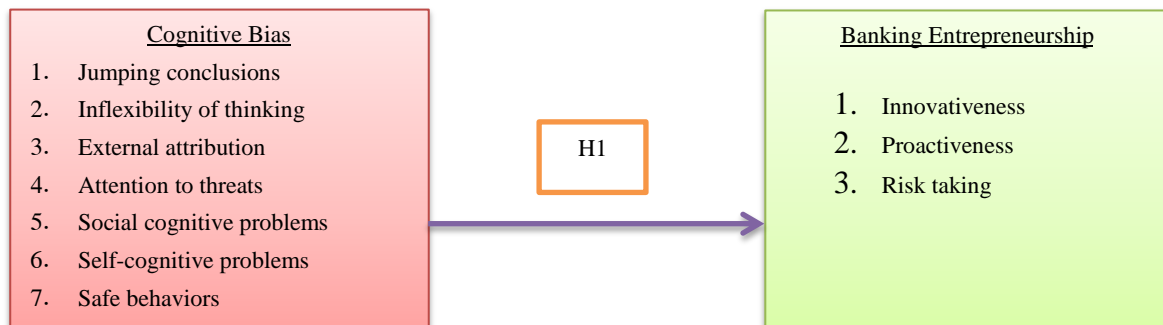 Cognitive Bias
1. Jumping conclusions
2. Inflexibility of thinking
3. External attribution
4. Attention to threats
5. Social cognitive problems
6. Self-cognitive problems
7. Safe behaviors
H1
Banking Entrepreneurship
1. Innovativeness
2. Proactiveness
3. Risk taking